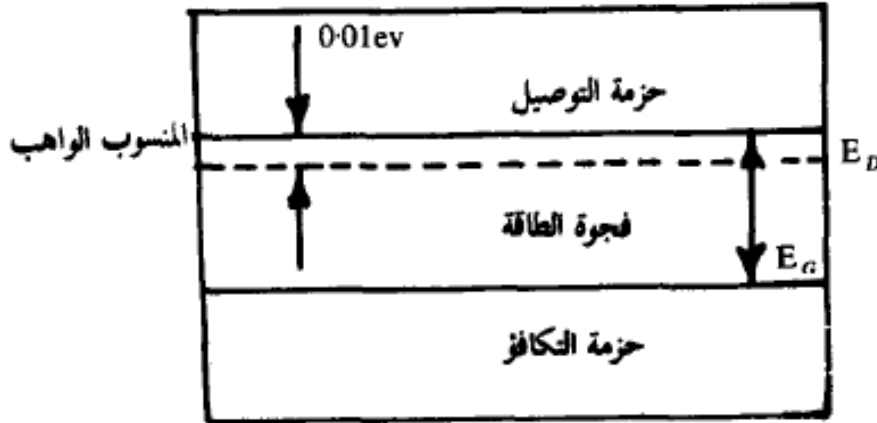 0·01ev
حزمة التوصيل
المنسوب الواهب
E_D
فجوة الطاقة
E_G
حزمة التكافؤ